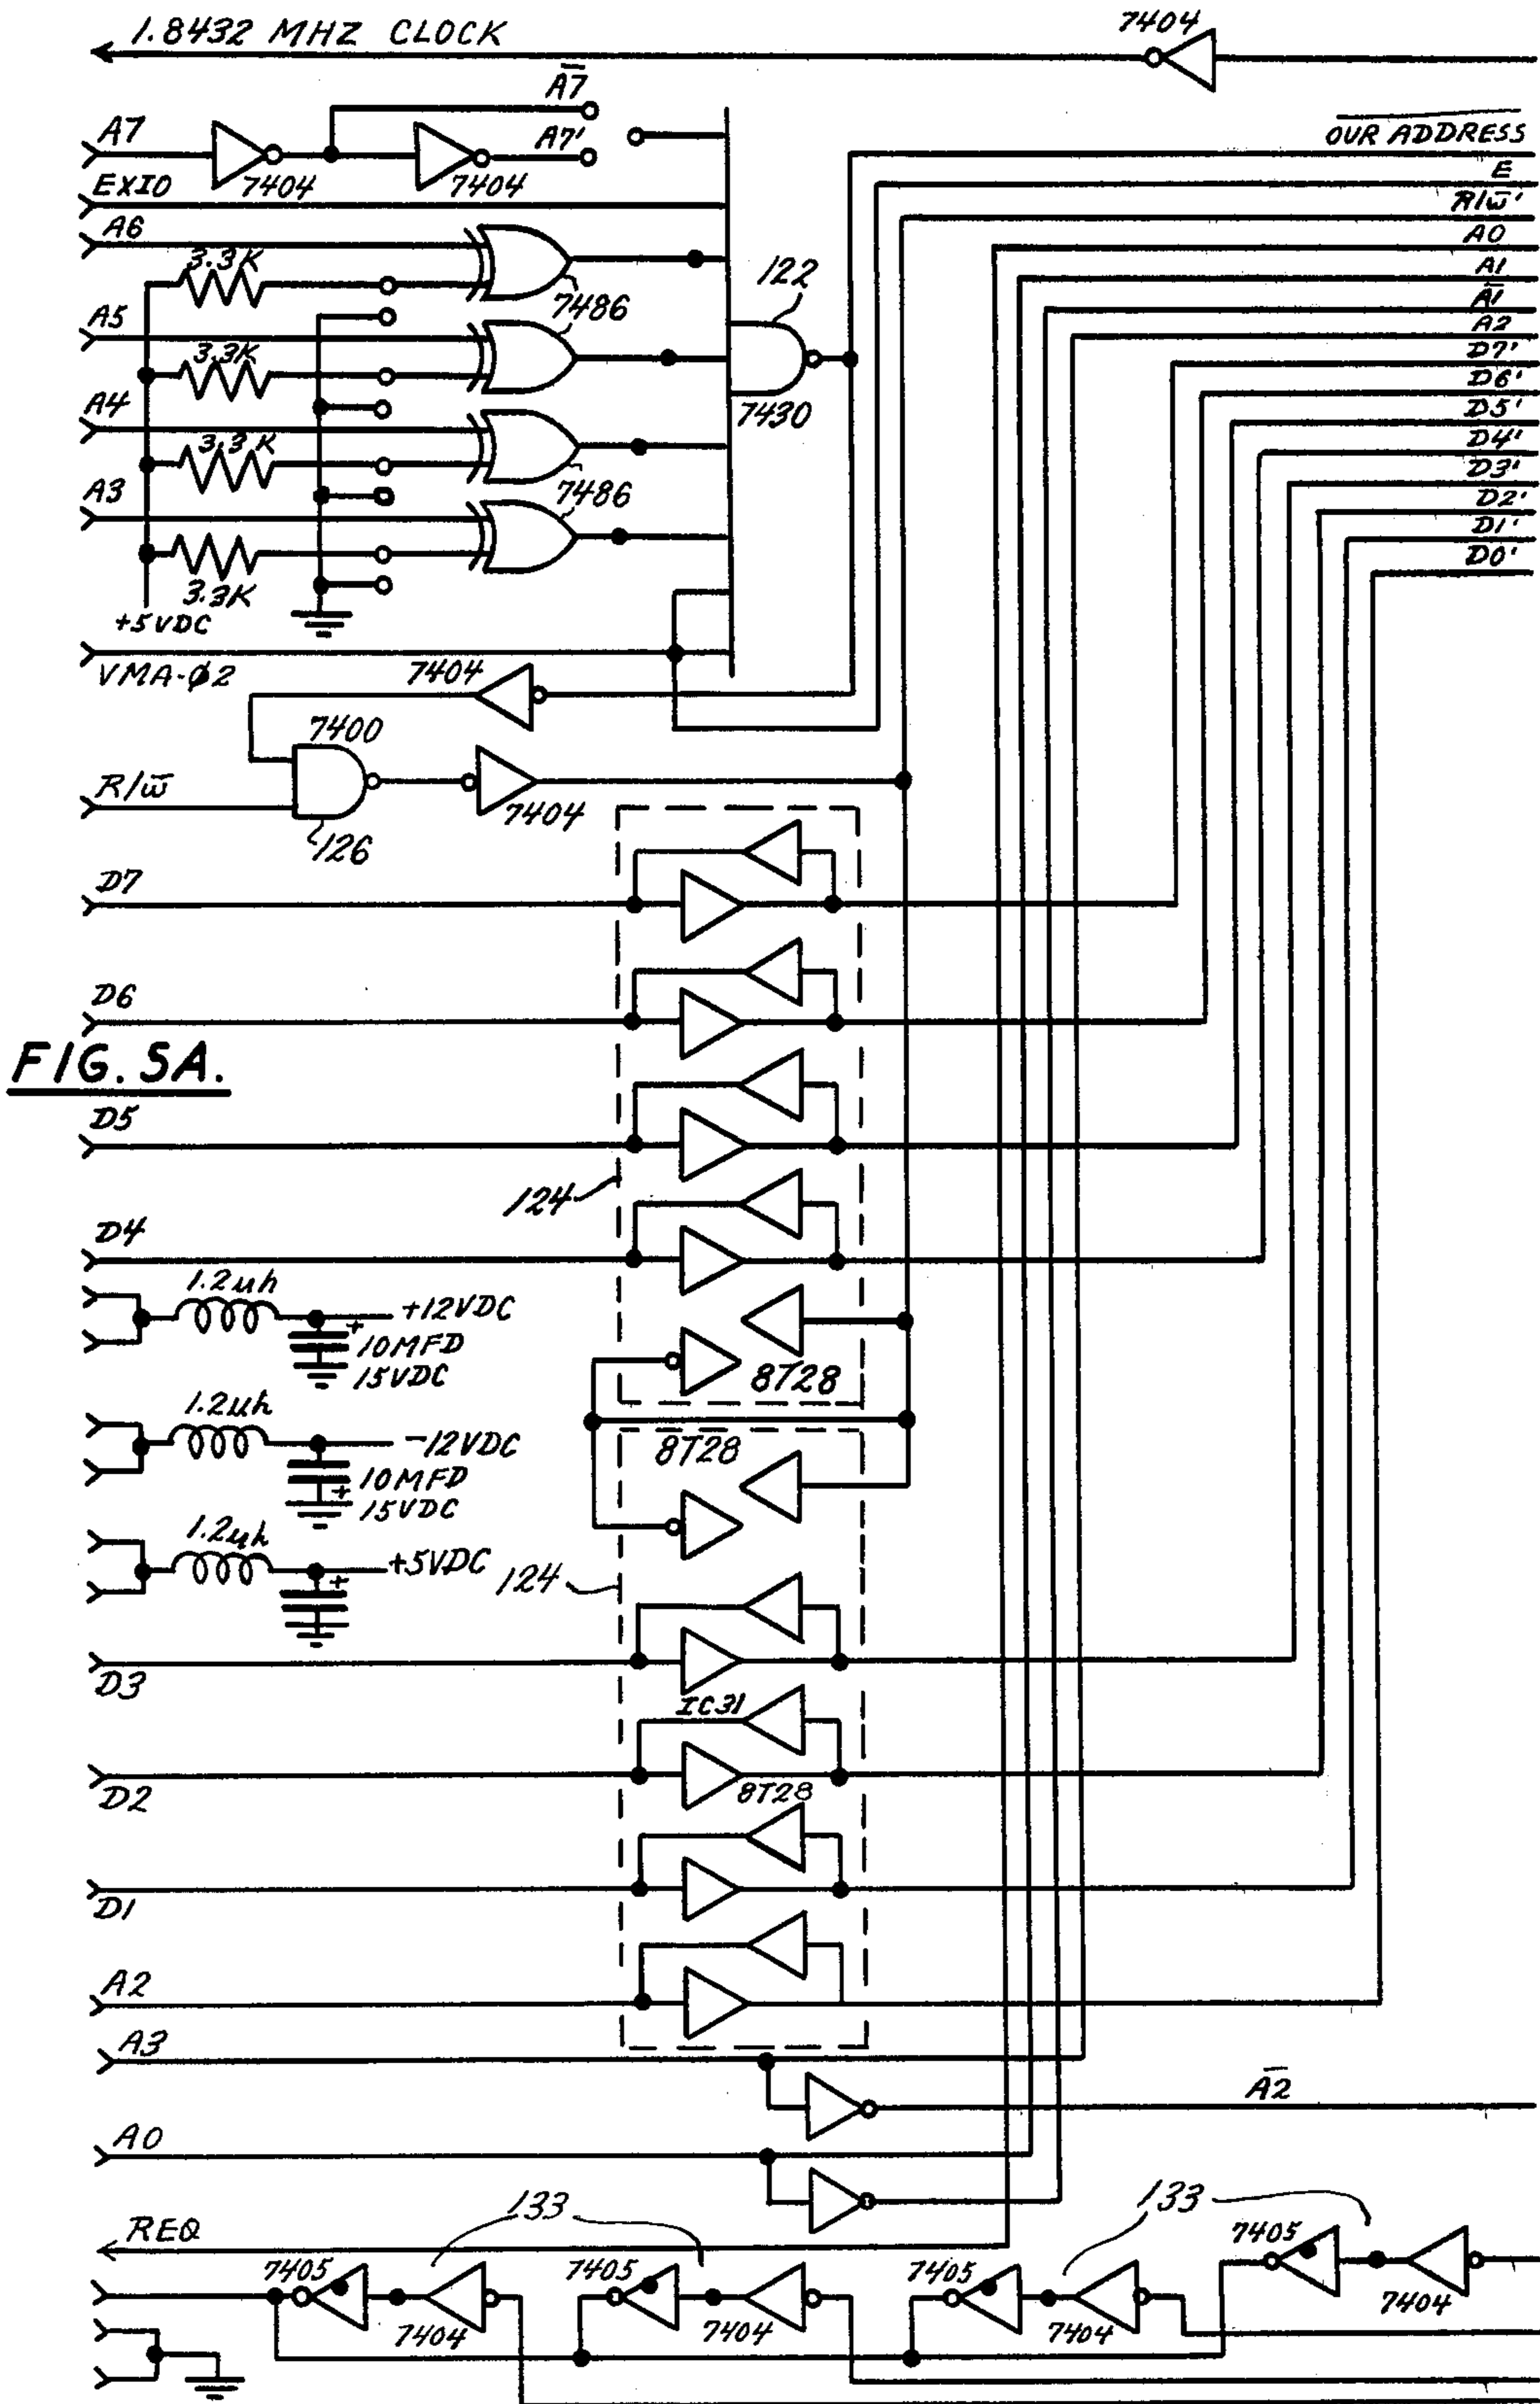 1.8432 MHZ CLOCK
7404
A̅7̅
A7
A7'
7404
7404
OUR ADDRESS
EXIO
E
R/w̅'
A6
A0
3.3K
122
A1
7486
A̅1̅
A5
A2
3.3K
D7'
D6'
A4
7430
D5'
3.3K
D4'
A3
7486
D3'
D2'
D1'
3.3K
D0'
+5VDC
VMA-Ø2
7404
7400
R/w̅
7404
126
D7
D6
FIG. 5A.
D5
124
D4
1.2uh
+12VDC
+
10MFD
15VDC
8T28
1.2uh
-12VDC
8T28
10MFD
+
15VDC
1.2uh
+5VDC
124
+
D3
IC31
D2
8T28
D1
A2
A3
A̅2̅
A0
133
133
REQ
7405
7405
7405
7405
7404
7404
7404
7404